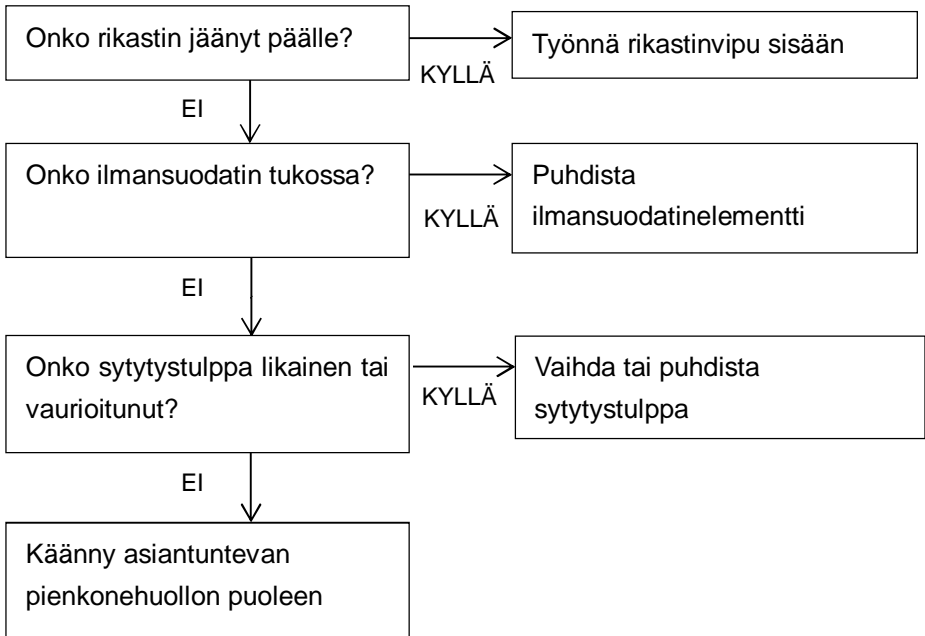 Onko rikastin jäänyt päälle?
KYLLÄ
Työnnä rikastinvipu sisään
EI
Onko ilmansuodatin tukossa?
KYLLÄ
Puhdista
ilmansuodatinelementti
EI
Onko sytytystulppa likainen tai
vaurioitunut?
KYLLÄ
Vaihda tai puhdista
sytytystulppa
EI
Käänny asiantuntevan
pienkonehuollon puoleen